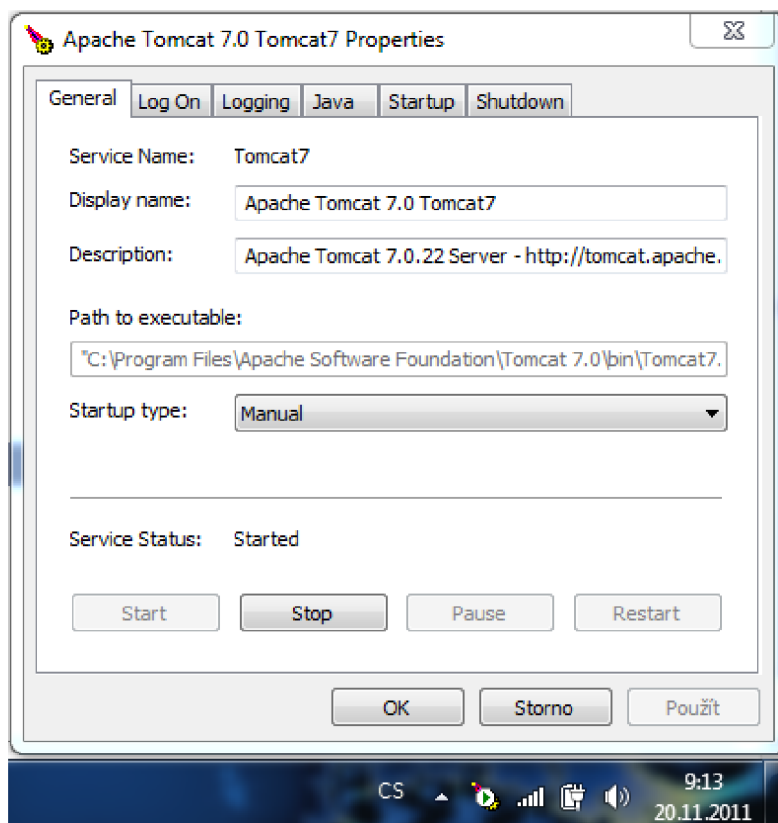 Apache Tomcat 7.0 Tomcat7 Properties
General Log On Logging Java Startup Shutdown
Service Name: Tomcat7
Display name: Apache Tomcat 7.0 Tomcat7
Description: Apache Tomcat 7.0.22 Server - http://tomcat.apache.
Path to executable:
"C:\Program Files\Apache Software Foundation\Tomcat 7.0\bin\Tomcat7.
Startup type: Manual
Service Status: Started
Start Stop Pause Restart
OK Storno Použít
CS 9:13
20.11.2011